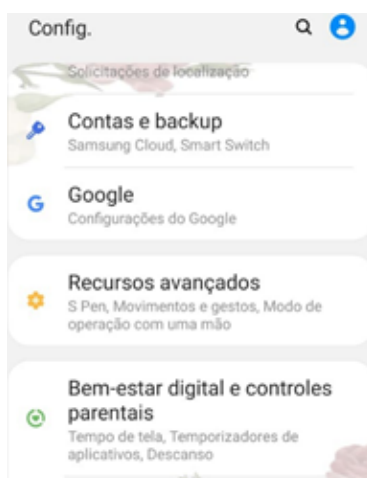 Config.
Solicitações de localização
Contas e backup
Samsung Cloud, Smart Switch
G
Google
Configurações do Google
Recursos avançados
S Pen, Movimentos e gestos, Modo de
operação com uma mão
Bem-estar digital e controles
parentais
Tempo de tela, Temporizadores de
aplicativos, Descanso